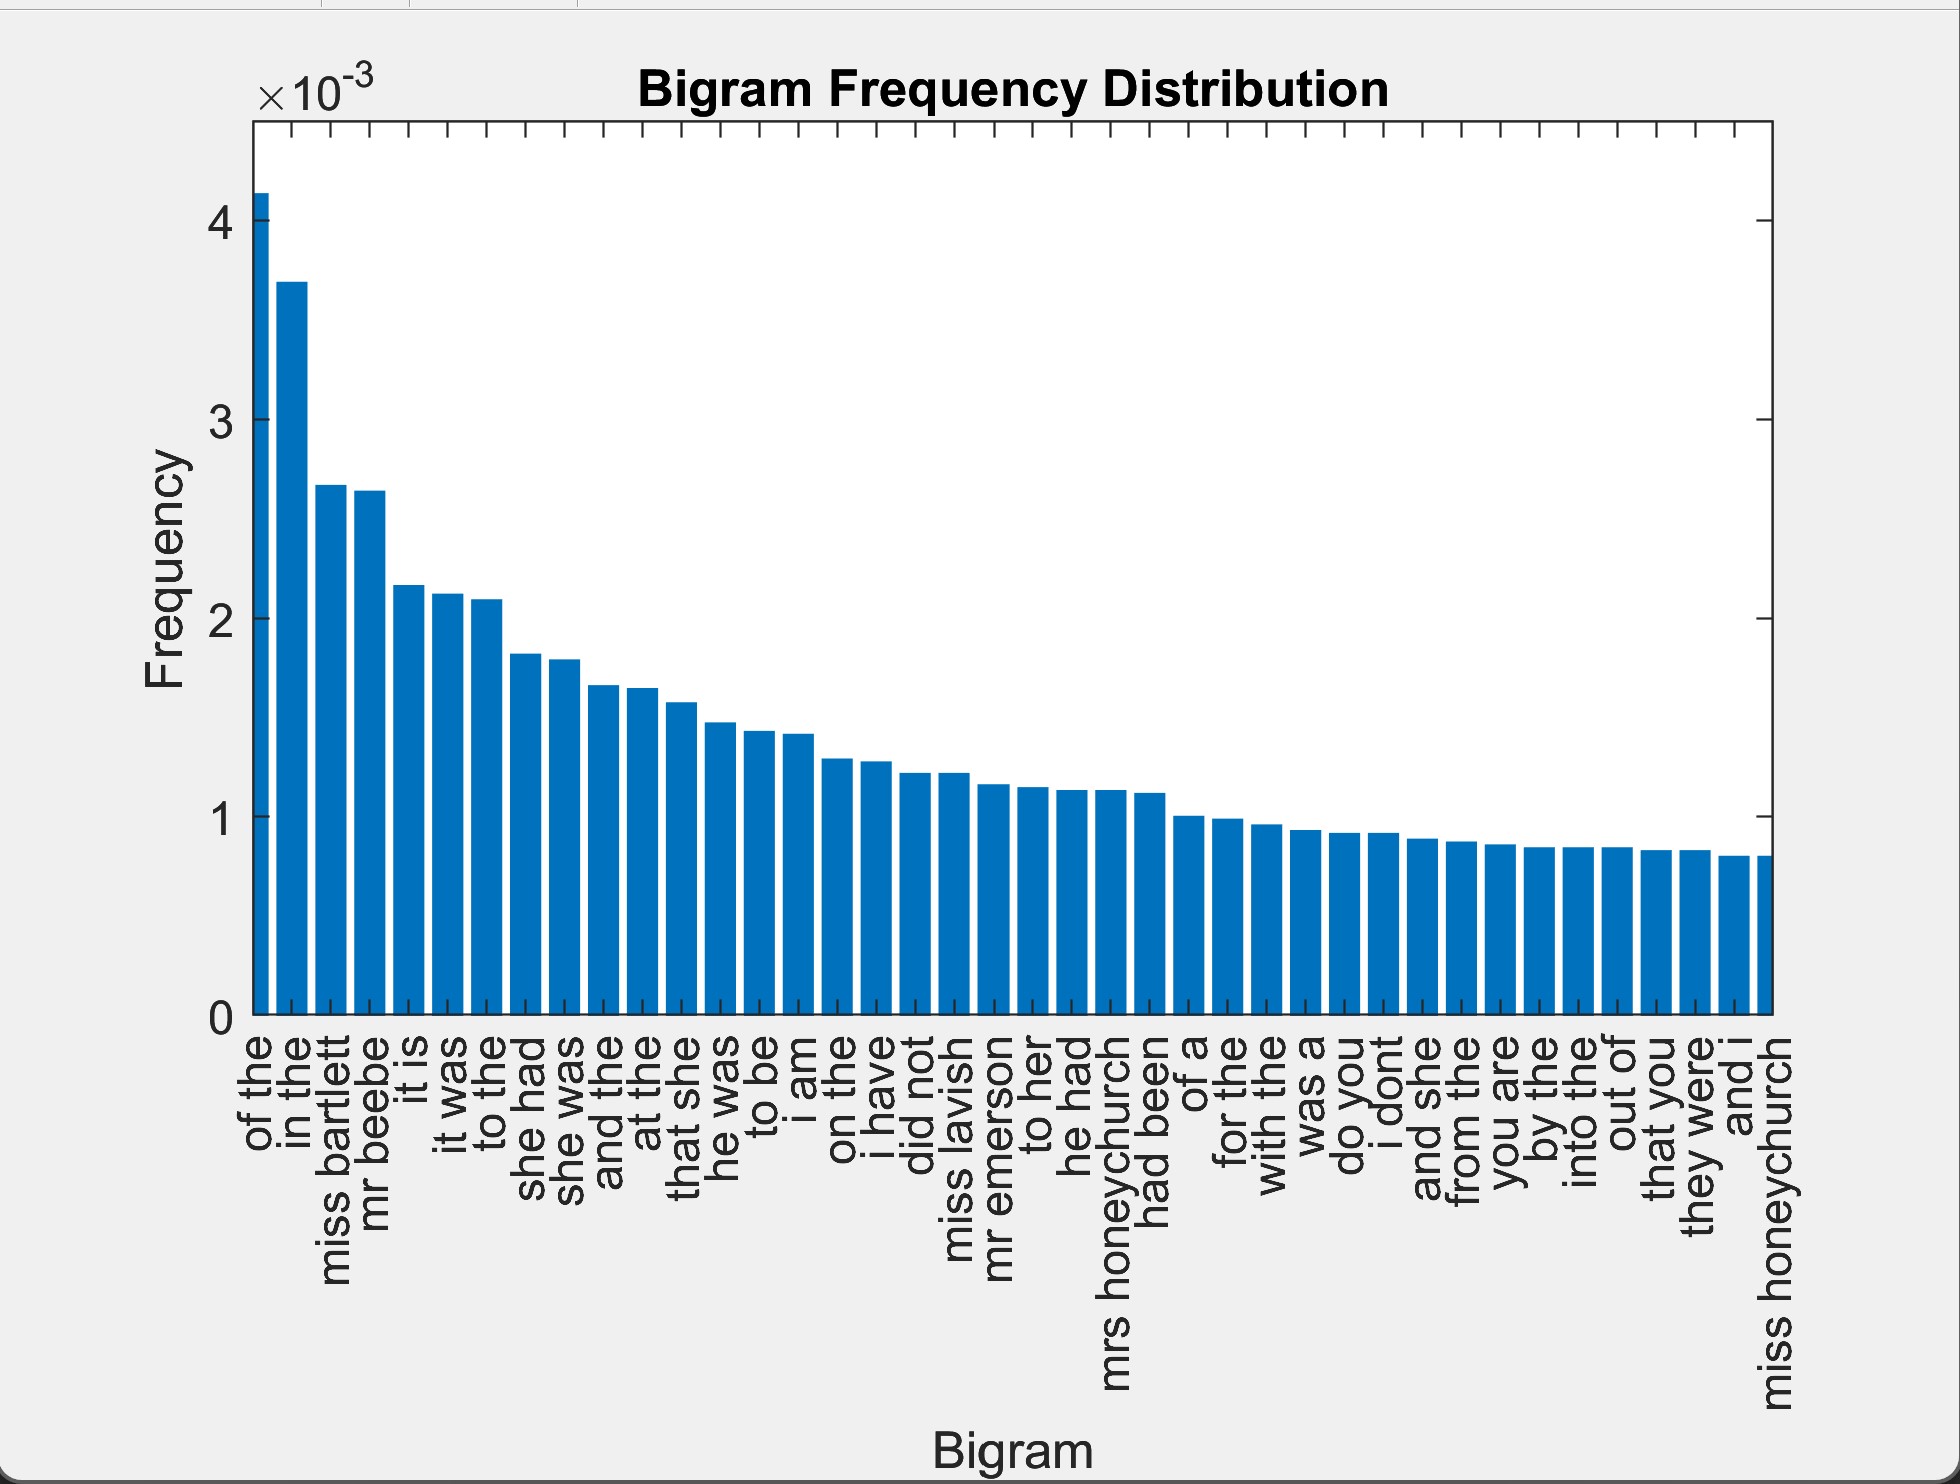 ×10-3
Bigram Frequency Distribution
Frequency
4
3
2
1
0
of the
in the
miss bartlett
mr beebe
it is
it was
to the
she had
she was
and the
at the
that she
he was
to be
i am
on the
i have
did not
miss lavish
mr emerson
to her
he had
mrs honeychurch
had been
of a
for the
with the
was a
do you
i dont
and she
from the
you are
by the
into the
out of
that you
they were
and i
miss honeychurch
Bigram